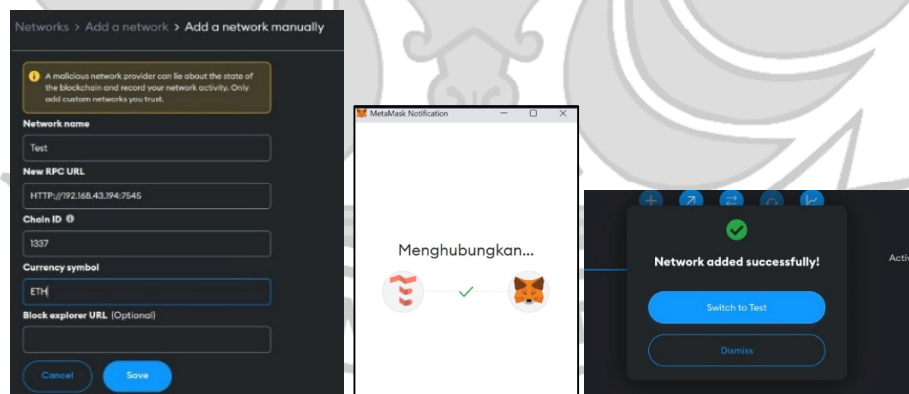 Networks > Add a network > Add a network manually
A malicious network provider can lie about the state of
the blockchain and record your network activity. Only
add custom networks you trust.
Network name
Test
New RPC URL
HTTP://192.168.43.194:7545
Chain ID
1337
Currency symbol
ETH
Block explorer URL (Optional)
Cancel
Save
MetaMask Notification
Menghubungkan...
Network added successfully!
Switch to Test
Dismiss
Activ